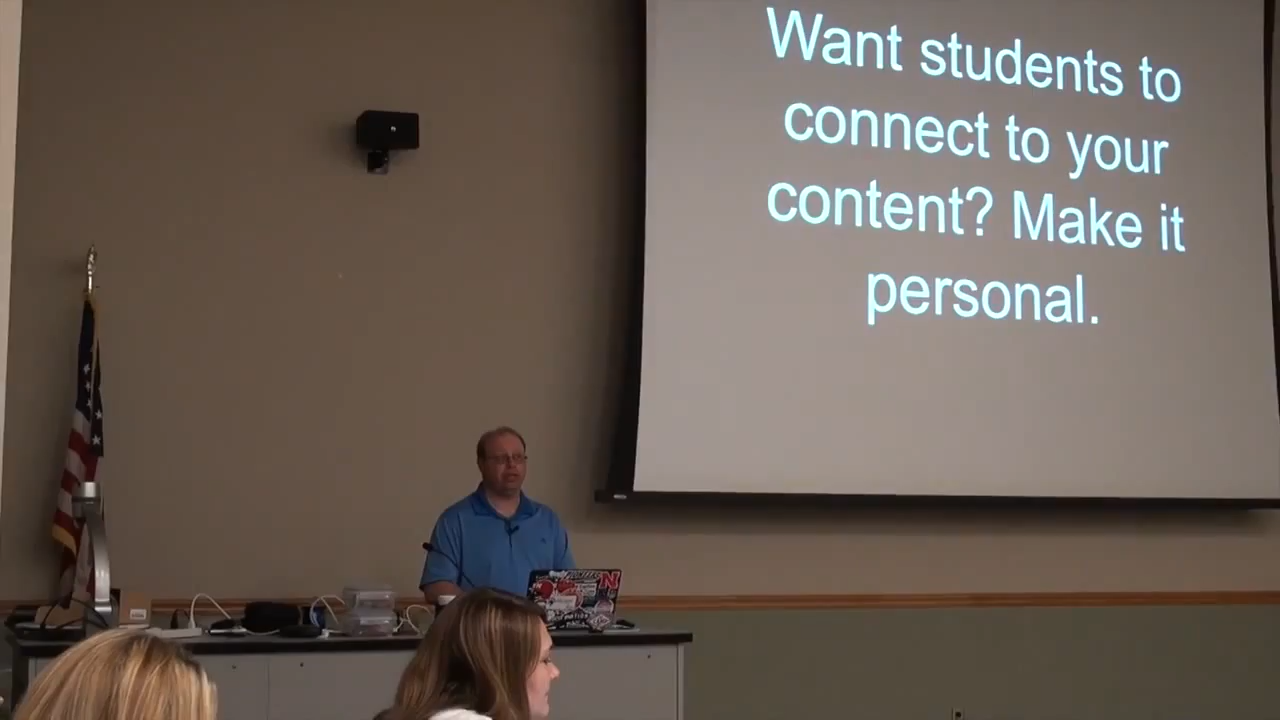 Want students to
connect to your
content? Make it
personal.
N